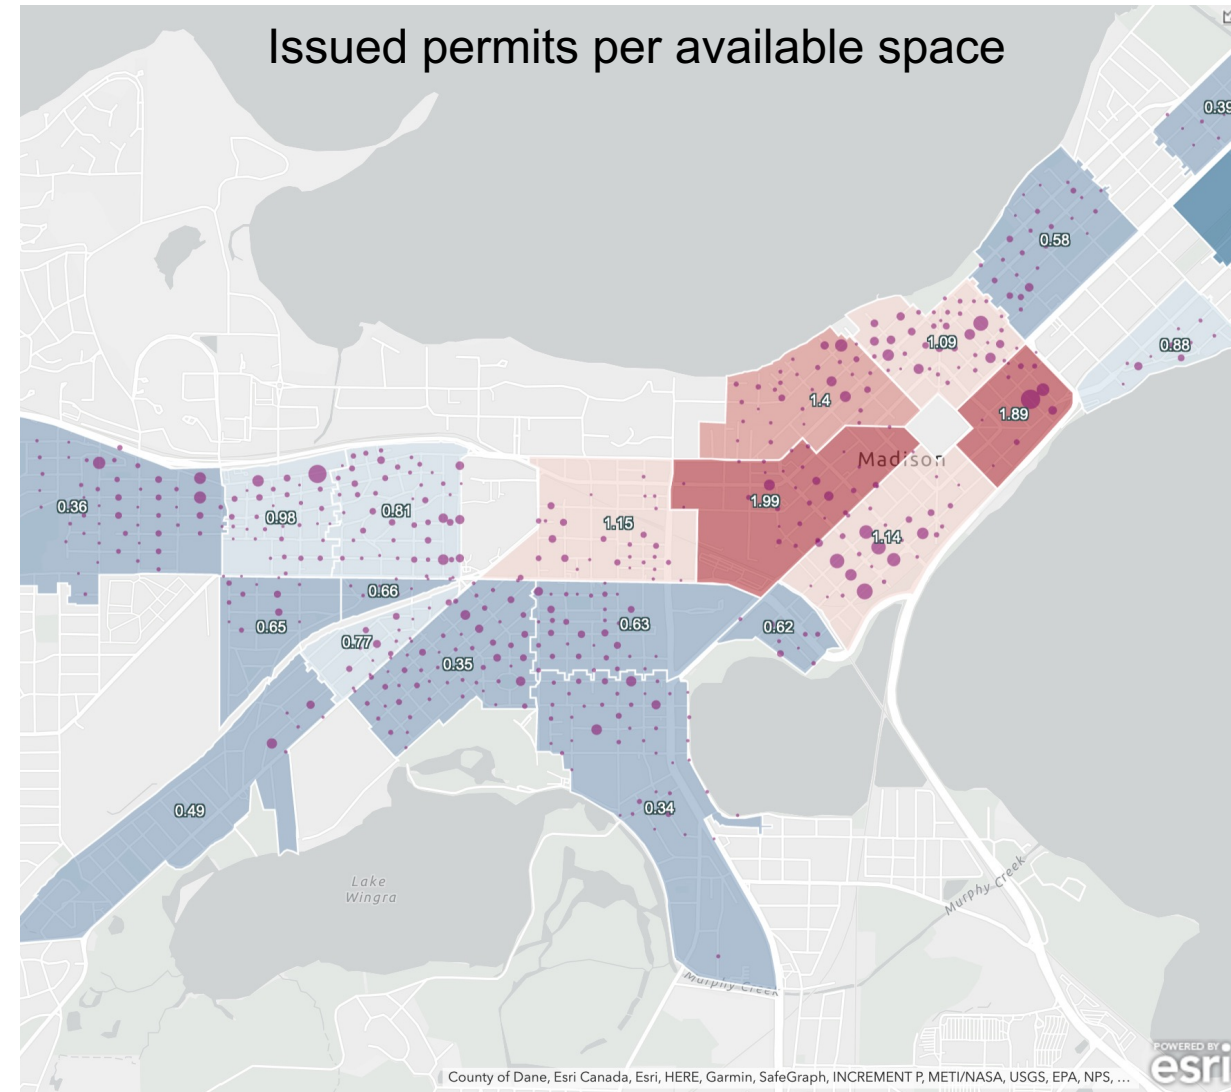 Issued permits per available space
0.39
0.58
0.88
1.09
1.4
1.89
Madison
1.99
1.14
1.15
0.36
0.98
0.81
0.66
0.65
0.77
0.35
0.63
0.62
0.49
0.34
Lake
Wingra
Murphy Creek
Murphy Creek
County of Dane, Esri Canada, Esri, HERE, Garmin, SafeGraph, INCREMENT P, METI/NASA, USGS, EPA, NPS, ...
POWERED BY
esri